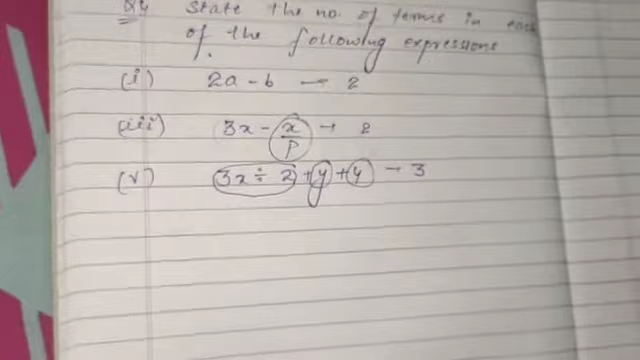 Q4 State the no. of terms in each
of the following expressions
(i) 2a - b → 2
(iii) 3x - x/p → 2
(v) 3x ÷ 2 + y + y → 3